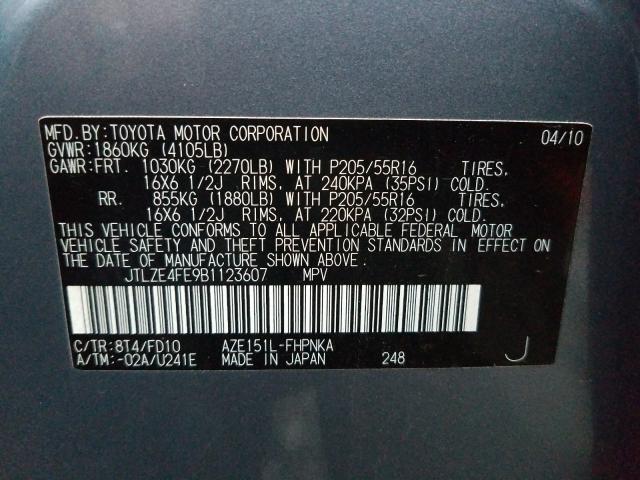 MFD. BY: TOYOTA MOTOR CORPORATION 04/10
GVWR: 1860KG (4105LB)
GAWR: FRT. 1030KG (2270LB) WITH P205/55R16 TIRES,
16X6 1/2J RIMS, AT 240KPA (35PSI) COLD.
RR. 855KG (1880LB) WITH P205/55R16 TIRES,
16X6 1/2J RIMS, AT 220KPA (32PSI) COLD.
THIS VEHICLE CONFORMS TO ALL APPLICABLE FEDERAL MOTOR
VEHICLE SAFETY AND THEFT PREVENTION STANDARDS IN EFFECT ON
THE DATE OF MANUFACTURE SHOWN ABOVE.
JTLZE4FE9B1123607 MPV
C/TR: 8T4/FD10 AZE151L-FHPNKA
A/TM: -02A/U241E MADE IN JAPAN 248 J